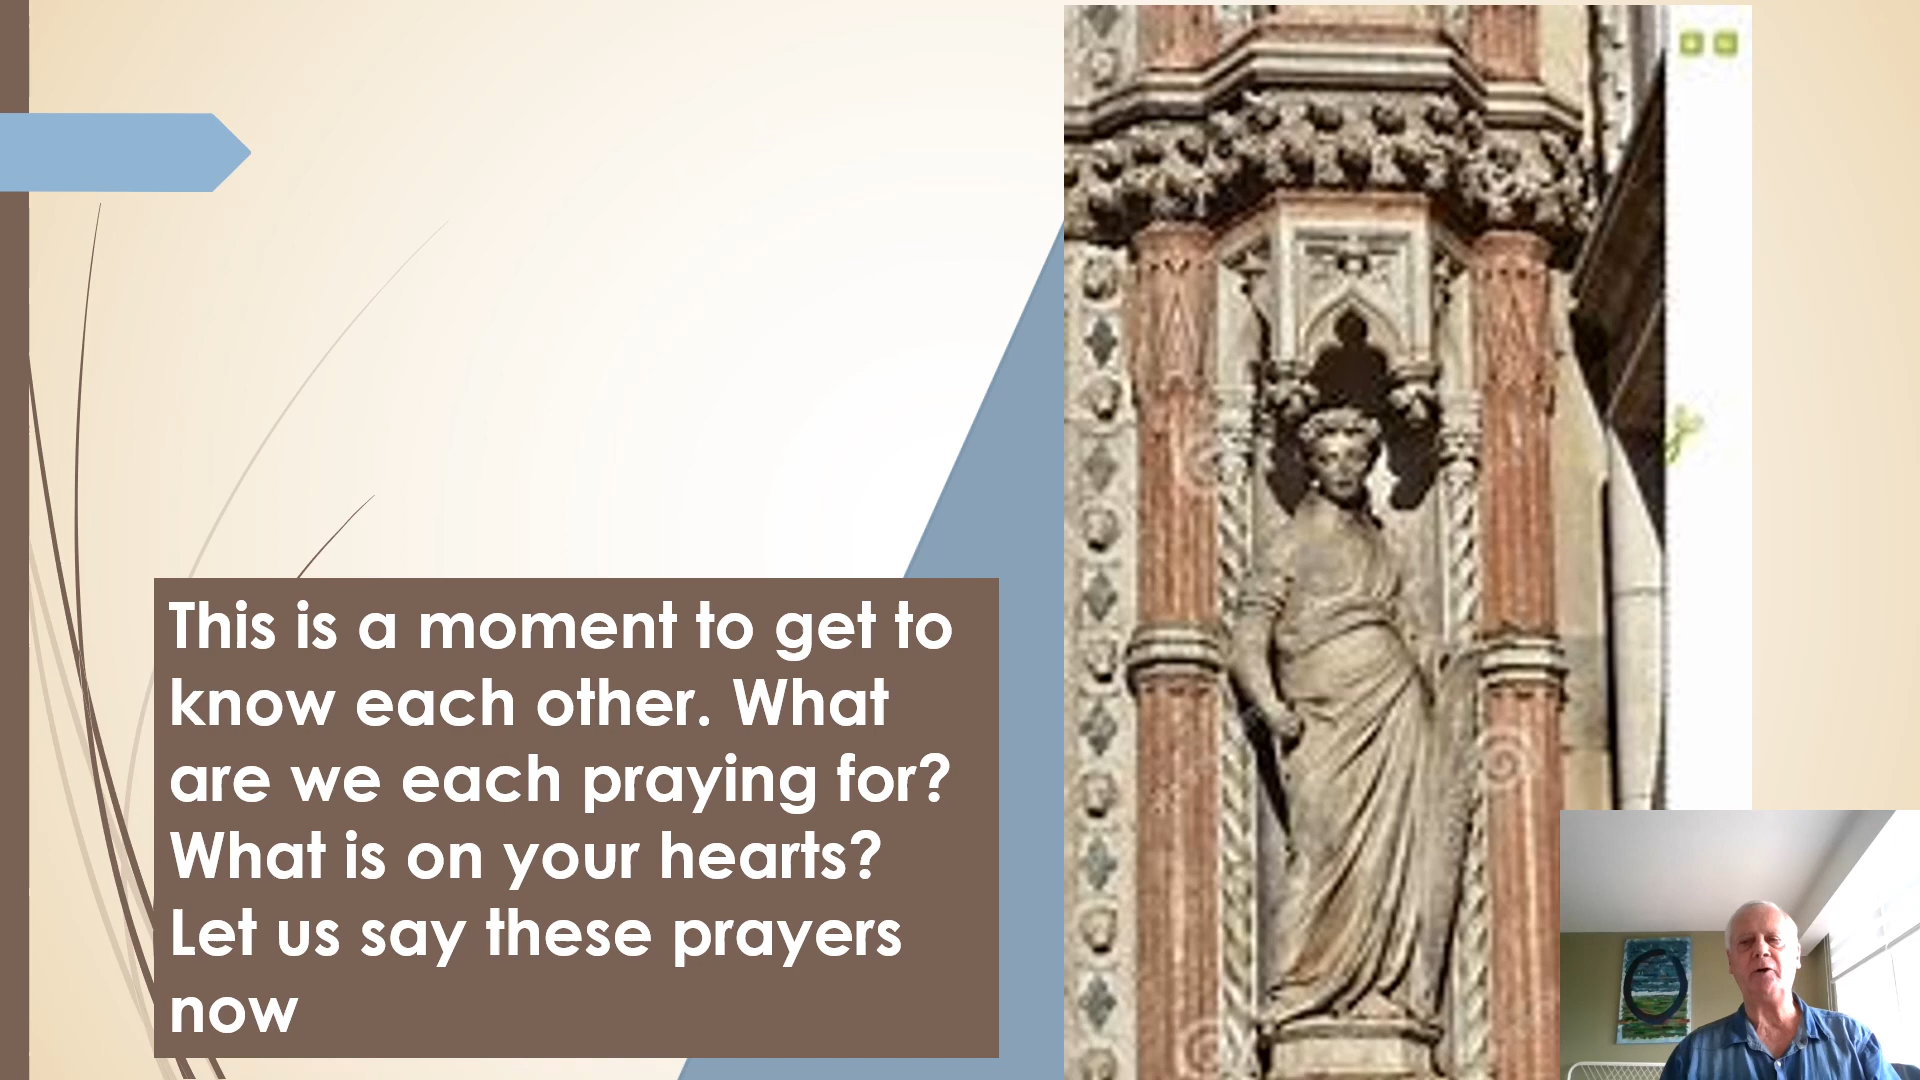 This is a moment to get to
know each other. What
are we each praying for?
What is on your hearts?
Let us say these prayers
now